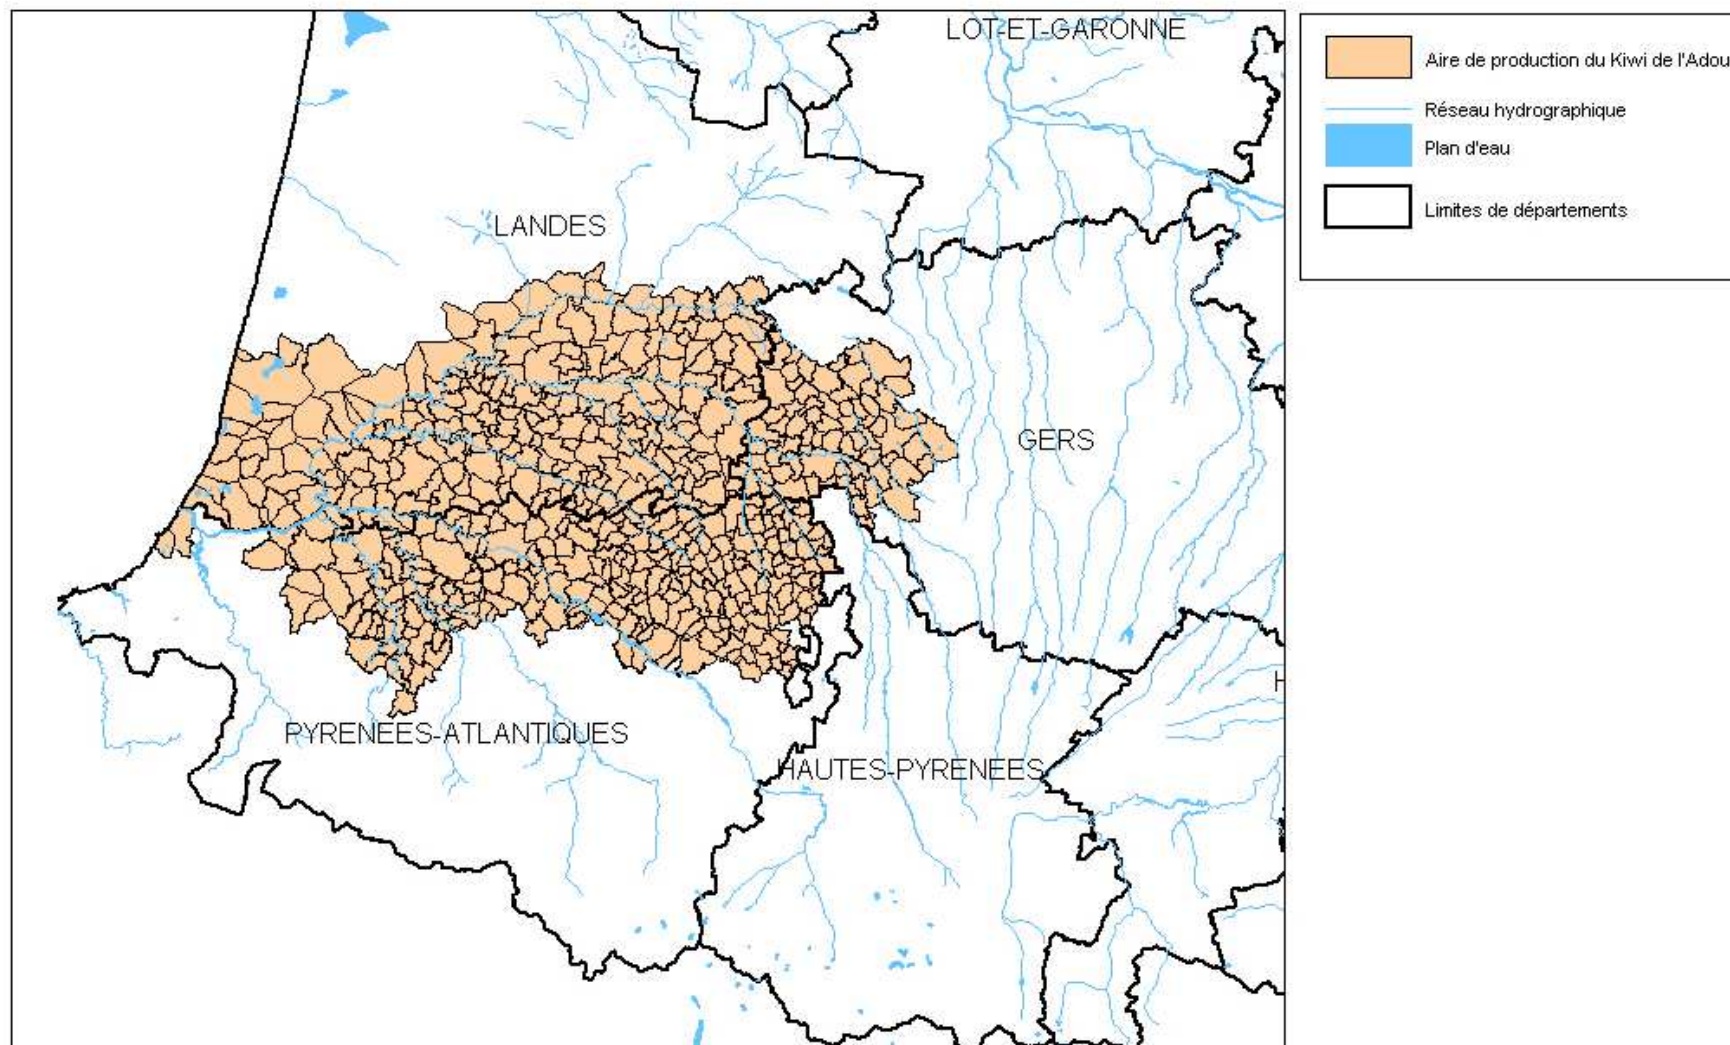 LOT-ET-GARONNE
LANDES
GERS
PYRENEES-ATLANTIQUES
HAUTES-PYRENEES
H
Aire de production du Kiwi de l'Adou
Réseau hydrographique
Plan d'eau
Limites de départements